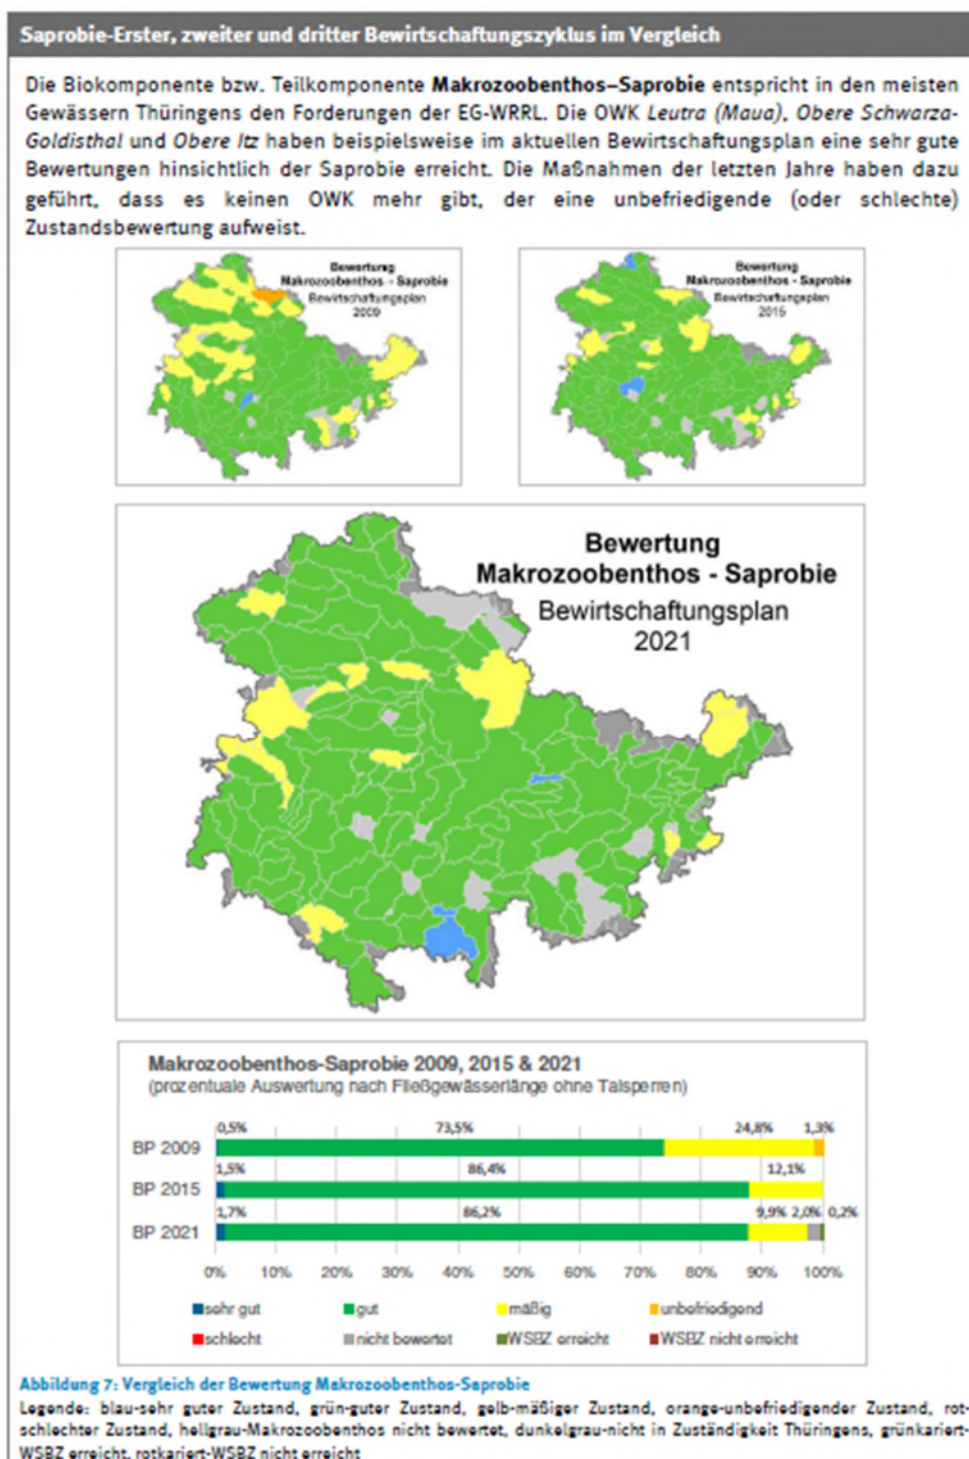 Saprobie-Erster, zweiter und dritter Bewirtschaftungszyklus im Vergleich
Die Biokomponente bzw. Teilkomponente Makrozoobenthos–Saprobie entspricht in den meisten
Gewässern Thüringens den Forderungen der EG-WRRL. Die OWK Leutra (Maua), Obere Schwarza-
Goldisthal und Obere Itz haben beispielsweise im aktuellen Bewirtschaftungsplan eine sehr gute
Bewertungen hinsichtlich der Saprobie erreicht. Die Maßnahmen der letzten Jahre haben dazu
geführt, dass es keinen OWK mehr gibt, der eine unbefriedigende (oder schlechte)
Zustandsbewertung aufweist.
Bewertung
Makrozoobenthos - Saprobie
Bewirtschaftungsplan
2009
Bewertung
Makrozoobenthos - Saprobie
Bewirtschaftungsplan
2015
Bewertung
Makrozoobenthos - Saprobie
Bewirtschaftungsplan
2021
Makrozoobenthos-Saprobie 2009, 2015 & 2021
(prozentuale Auswertung nach Fließgewässerlänge ohne Talsperren)
0,5% 73,5% 24,8% 1,3%
BP 2009
1,5% 86,4% 12,1%
BP 2015
1,7% 86,2% 9,9% 2,0% 0,2%
BP 2021
0% 10% 20% 30% 40% 50% 60% 70% 80% 90% 100%
sehr gut gut mäßig unbefriedigend
schlecht nicht bewertet WSBZ erreicht WSBZ nicht erreicht
Abbildung 7: Vergleich der Bewertung Makrozoobenthos-Saprobie
Legende: blau-sehr guter Zustand, grün-guter Zustand, gelb-mäßiger Zustand, orange-unbefriedigender Zustand, rot-
schlechter Zustand, hellgrau-Makrozoobenthos nicht bewertet, dunkelgrau-nicht in Zuständigkeit Thüringens, grünkariert-
WSBZ erreicht, rotkariert-WSBZ nicht erreicht